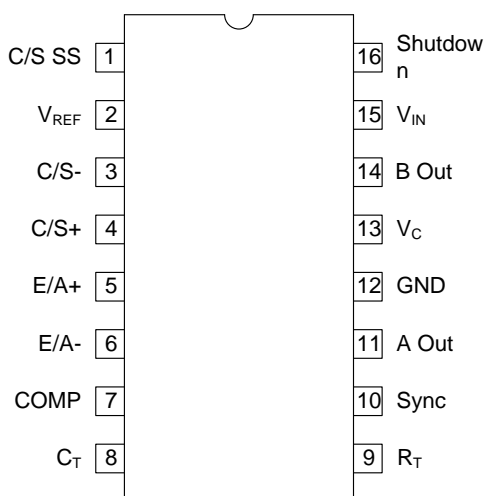 C/S SS 1 16 Shutdow
n
VREF 2 15 VIN
C/S- 3 14 B Out
C/S+ 4 13 VC
E/A+ 5 12 GND
E/A- 6 11 A Out
COMP 7 10 Sync
CT 8 9 RT